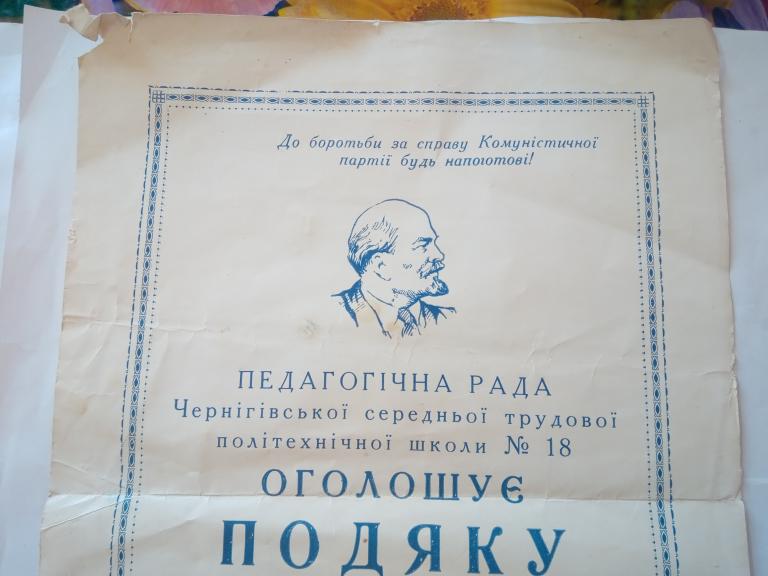 До боротьби за справу Комуністичної
партії будь напоготові!
ПЕДАГОГІЧНА РАДА
Чернігівської середньої трудової
політехнічної школи № 18
ОГОЛОШУЄ
ПОДЯКУ